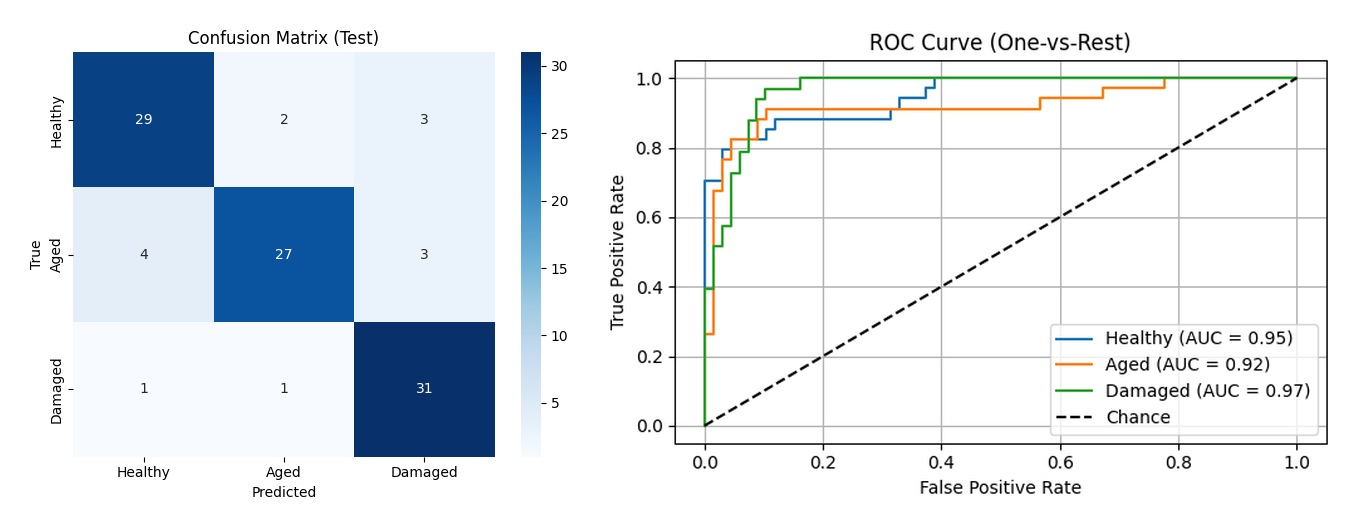 Confusion Matrix (Test)
True
Healthy
Aged
Damaged
29 2 3
4 27 3
1 1 31
Healthy Aged Damaged
Predicted
30
25
20
15
10
5
ROC Curve (One-vs-Rest)
True Positive Rate
1.0
0.8
0.6
0.4
0.2
0.0
Healthy (AUC = 0.95)
Aged (AUC = 0.92)
Damaged (AUC = 0.97)
Chance
0.0 0.2 0.4 0.6 0.8 1.0
False Positive Rate